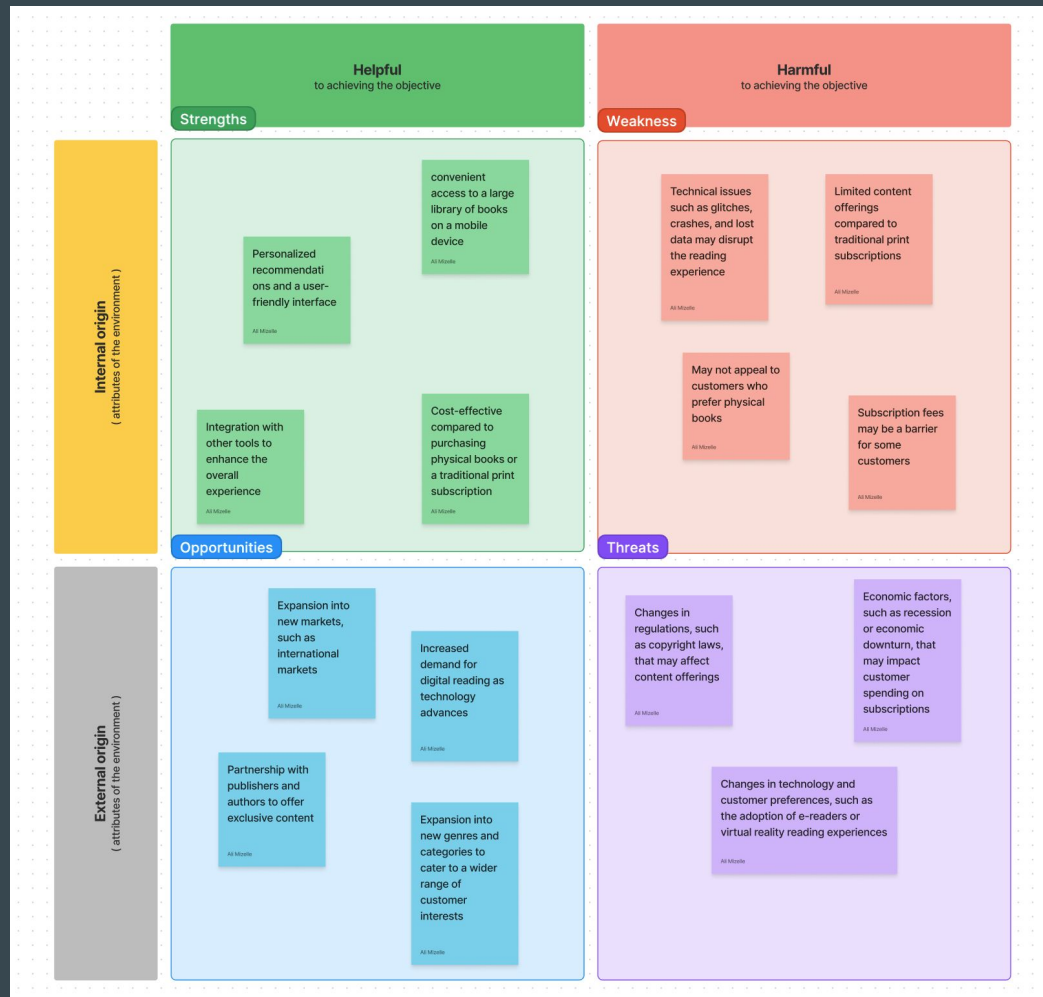 Helpful
to achieving the objective
Harmful
to achieving the objective
Strengths
Weakness
Internal origin
( attributes of the environment )
convenient
access to a large
library of books
on a mobile
device
Ali Mizelle
Personalized
recommendati
ons and a user-
friendly interface
Ali Mizelle
Integration with
other tools to
enhance the
overall
experience
Ali Mizelle
Cost-effective
compared to
purchasing
physical books or
a traditional print
subscription
Ali Mizelle
Technical issues
such as glitches,
crashes, and lost
data may disrupt
the reading
experience
Ali Mizelle
Limited content
offerings
compared to
traditional print
subscriptions
Ali Mizelle
May not appeal to
customers who
prefer physical
books
Ali Mizelle
Subscription fees
may be a barrier
for some
customers
Ali Mizelle
Opportunities
Threats
External origin
( attributes of the environment )
Expansion into
new markets,
such as
international
markets
Ali Mizelle
Increased
demand for
digital reading as
technology
advances
Ali Mizelle
Partnership with
publishers and
authors to offer
exclusive content
Ali Mizelle
Expansion into
new genres and
categories to
cater to a wider
range of
customer
interests
Ali Mizelle
Changes in
regulations, such
as copyright laws,
that may affect
content offerings
Ali Mizelle
Economic factors,
such as recession
or economic
downturn, that
may impact
customer
spending on
subscriptions
Ali Mizelle
Changes in technology and
customer preferences, such as
the adoption of e-readers or
virtual reality reading experiences
Ali Mizelle